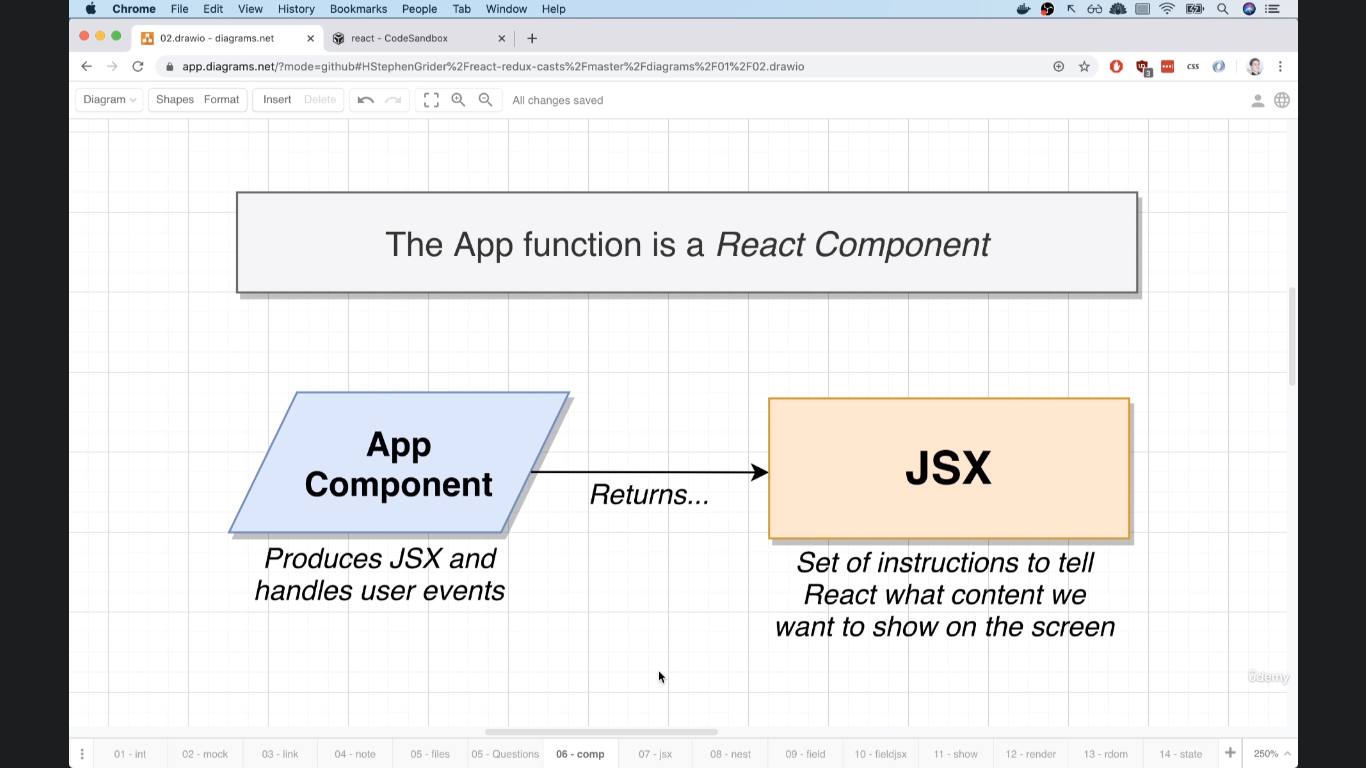 Chrome File Edit View History Bookmarks People Tab Window Help
02.drawio - diagrams.net
react - CodeSandbox
app.diagrams.net/?mode=github#HStephenGrider%2Freact-redux-casts%2Fmaster%2Fdiagrams%2F01%2F02.drawio
css
3
Diagram Shapes Format Insert Delete All changes saved
The App function is a React Component
App
Component
Returns...
JSX
Produces JSX and
handles user events
Set of instructions to tell
React what content we
want to show on the screen
ûdemy
01 - int 02 - mock 03 - link 04 - note 05 - files 05 - Questions 06 - comp 07 - jsx 08 - nest 09 - field 10 - fieldjsx 11 - show 12 - render 13 - rdom 14 - state 250%